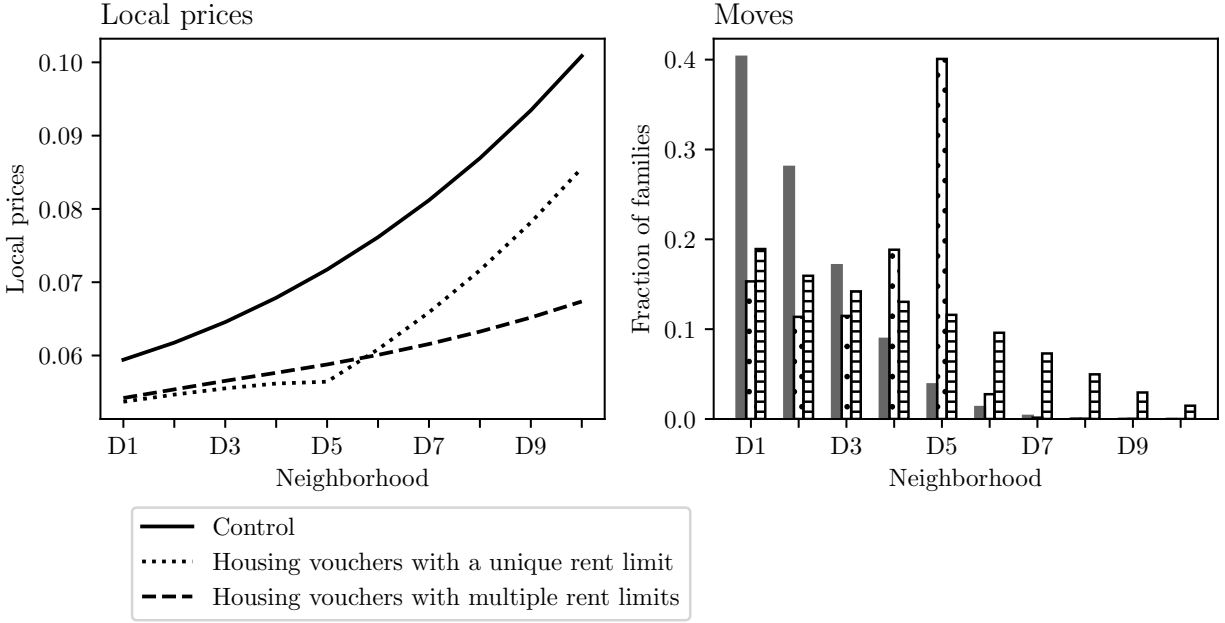 Local prices
Moves
0.10
0.09
0.08
0.07
0.06
Local prices
D1 D3 D5 D7 D9
Neighborhood
0.4
0.3
0.2
0.1
0.0
Fraction of families
D1 D3 D5 D7 D9
Neighborhood
Control
Housing vouchers with a unique rent limit
Housing vouchers with multiple rent limits